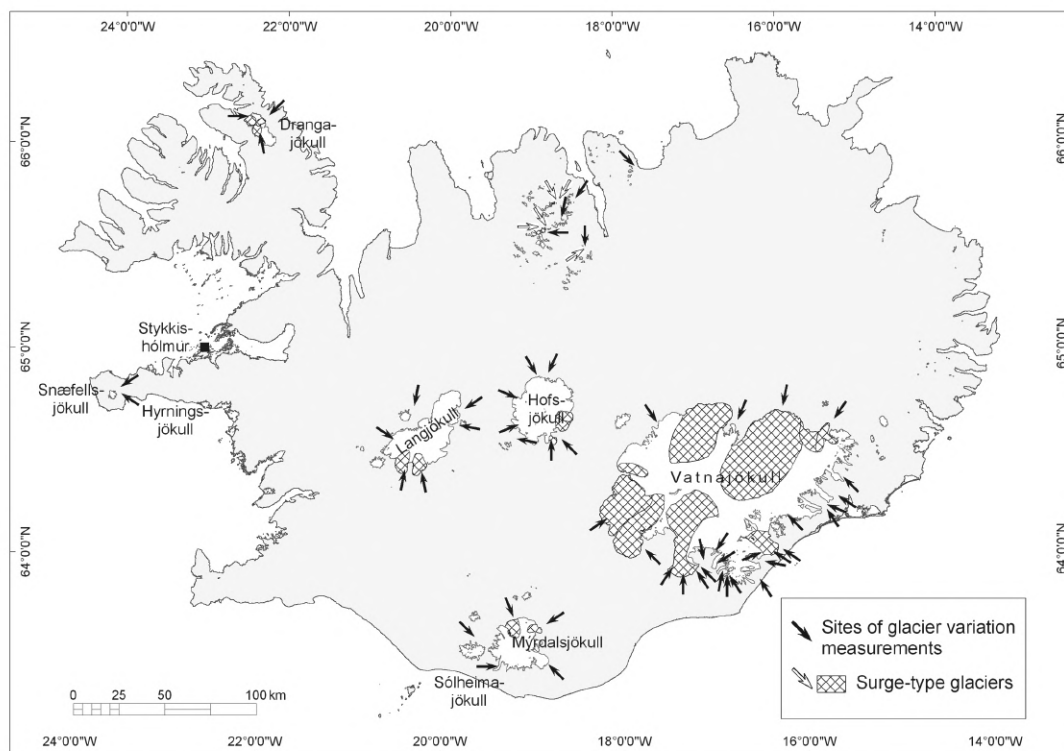 24°0'0"W 22°0'0"W 20°0'0"W 18°0'0"W 16°0'0"W 14°0'0"W
66°0'0"N
66°0'0"N
Dranga-
jökull
65°0'0"N
65°0'0"N
Stykkis-
hólmur
Snæfells-
jökull
Hyrnings-
jökull
Langjökull
Hofs-
jökull
Vatnajökull
64°0'0"N
64°0'0"N
Mýrdalsjökull
Sólheima-
jökull
Sites of glacier variation
measurements
Surge-type glaciers
0 25 50 100 km
24°0'0"W 22°0'0"W 20°0'0"W 18°0'0"W 16°0'0"W 14°0'0"W